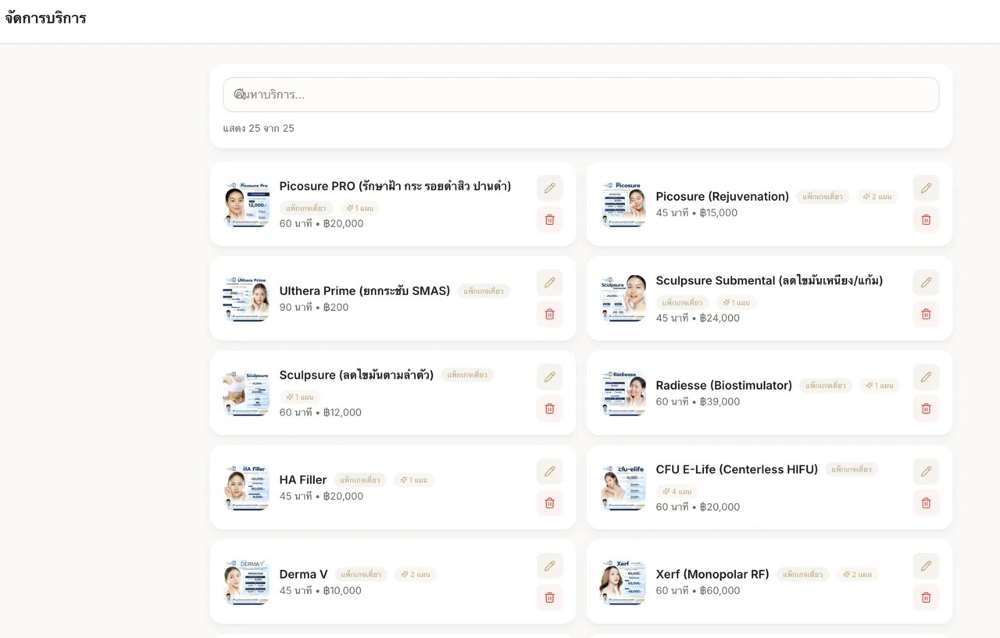 จัดการบริการ
ค้นหาบริการ...
แสดง 25 จาก 25
Picosure Pro
12,000.-
Picosure PRO (รักษาฝ้า กระ รอยดำสิว ปานดำ)
แพ็กเกจเดี่ยว 1 แผน
60 นาที • ฿20,000
Picosure
Picosure (Rejuvenation) แพ็กเกจเดี่ยว 2 แผน
45 นาที • ฿15,000
Ulthera Prime
Ulthera Prime (ยกกระชับ SMAS) แพ็กเกจเดี่ยว
90 นาที • ฿200
Sculpsure
Submental
Sculpsure Submental (ลดไขมันเหนียง/แก้ม)
แพ็กเกจเดี่ยว 1 แผน
45 นาที • ฿24,000
Sculpsure
Sculpsure (ลดไขมันตามลำตัว) แพ็กเกจเดี่ยว
1 แผน
60 นาที • ฿12,000
Radiesse
Radiesse (Biostimulator) แพ็กเกจเดี่ยว 1 แผน
60 นาที • ฿39,000
HA Filler
HA Filler แพ็กเกจเดี่ยว 1 แผน
45 นาที • ฿20,000
cfu-elife
CFU E-Life (Centerless HIFU) แพ็กเกจเดี่ยว
4 แผน
60 นาที • ฿20,000
DERMA V
Derma V แพ็กเกจเดี่ยว 2 แผน
45 นาที • ฿10,000
Xerf
Xerf (Monopolar RF) แพ็กเกจเดี่ยว 2 แผน
60 นาที • ฿60,000